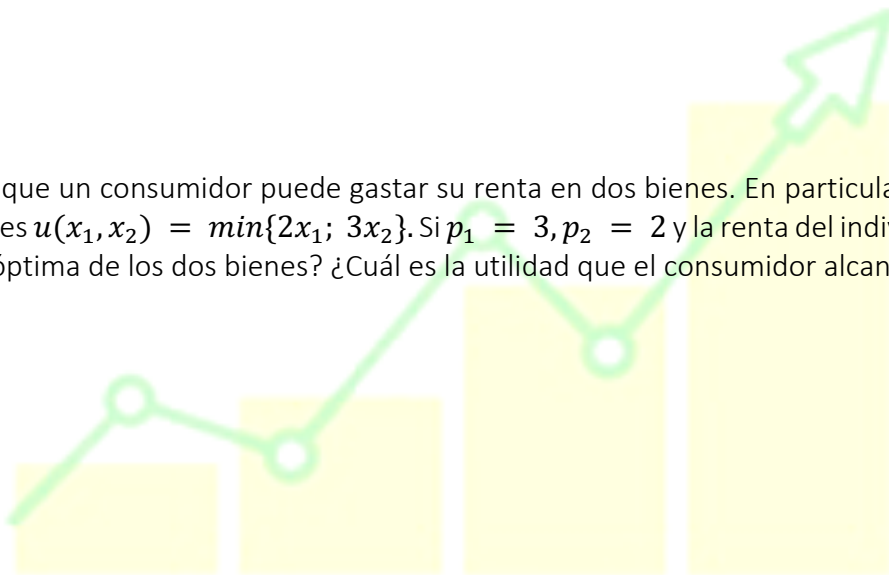 que un consumidor puede gastar su renta en dos bienes. En particula
es u(x₁, x₂) = min{2x₁; 3x₂}. Si p₁ = 3, p₂ = 2 y la renta del indi
óptima de los dos bienes? ¿Cuál es la utilidad que el consumidor alcan